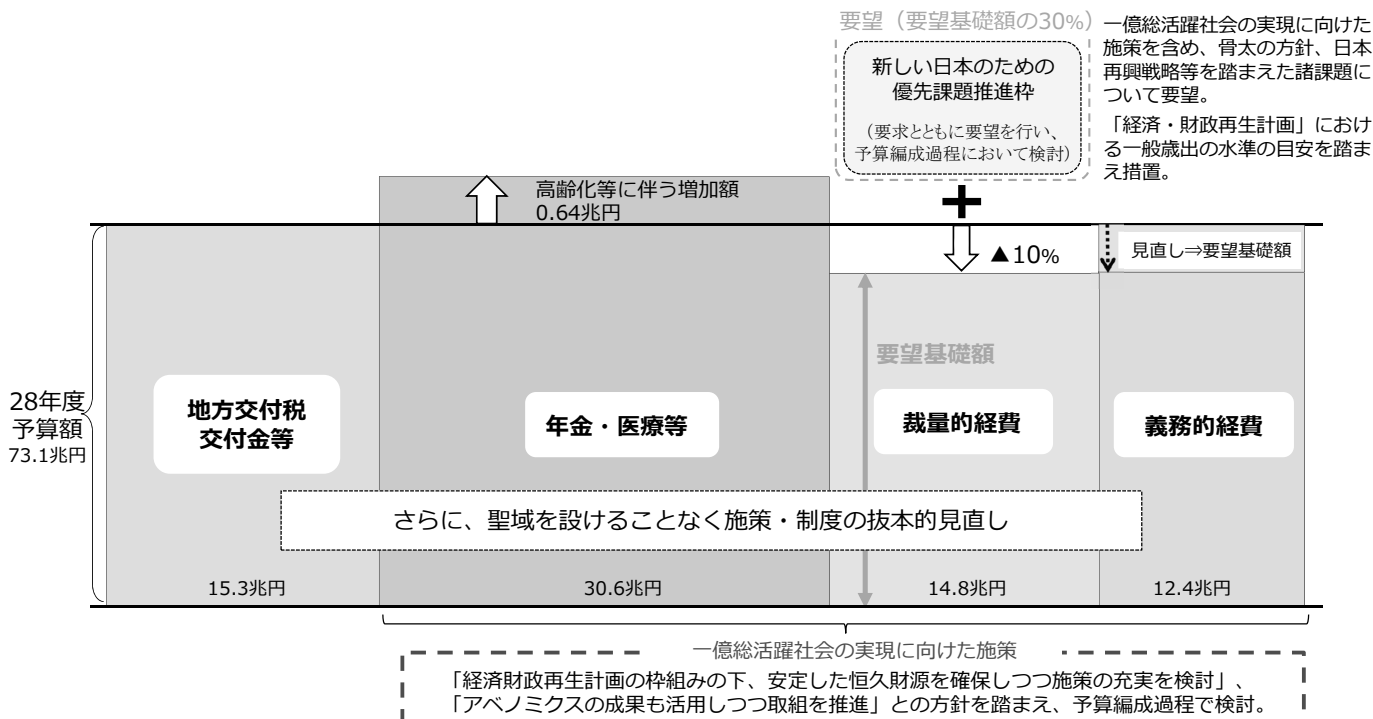 要望（要望基礎額の30%）
新しい日本のための
優先課題推進枠
（要求とともに要望を行い、
予算編成過程において検討）
一億総活躍社会の実現に向けた
施策を含め、骨太の方針、日本
再興戦略等を踏まえた諸課題に
ついて要望。
「経済・財政再生計画」におけ
る一般歳出の水準の目安を踏ま
え措置。
高齢化等に伴う増加額
0.64兆円
▲10%
見直し⇒要望基礎額
要望基礎額
28年度
予算額
73.1兆円
地方交付税
交付金等
年金・医療等
裁量的経費
義務的経費
さらに、聖域を設けることなく施策・制度の抜本的見直し
15.3兆円
30.6兆円
14.8兆円
12.4兆円
一億総活躍社会の実現に向けた施策
「経済財政再生計画の枠組みの下、安定した恒久財源を確保しつつ施策の充実を検討」、
「アベノミクスの成果も活用しつつ取組を推進」との方針を踏まえ、予算編成過程で検討。